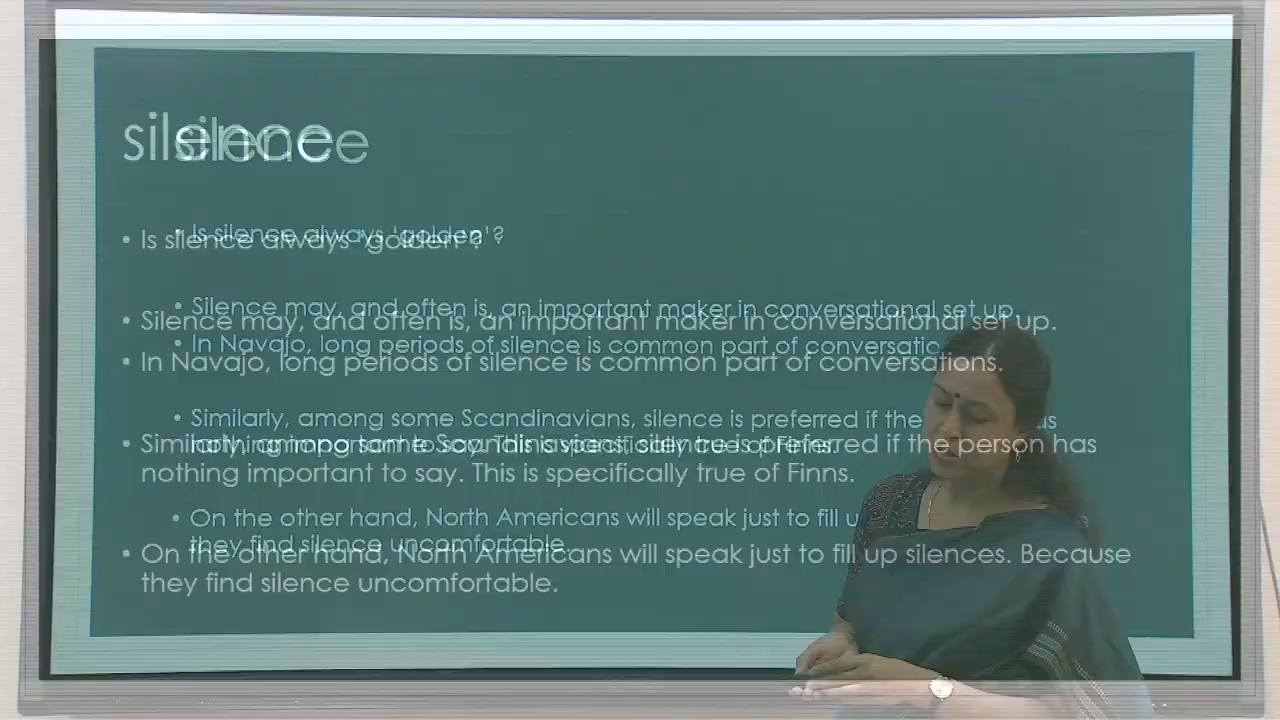 silence
• Is silence always 'golden'?
• Silence may, and often is, an important maker in conversational set up.
• In Navajo, long periods of silence is common part of conversations.
• Similarly, among some Scandinavians, silence is preferred if the person has
nothing important to say. This is specifically true of Finns.
• On the other hand, North Americans will speak just to fill up silences. Because
they find silence uncomfortable.